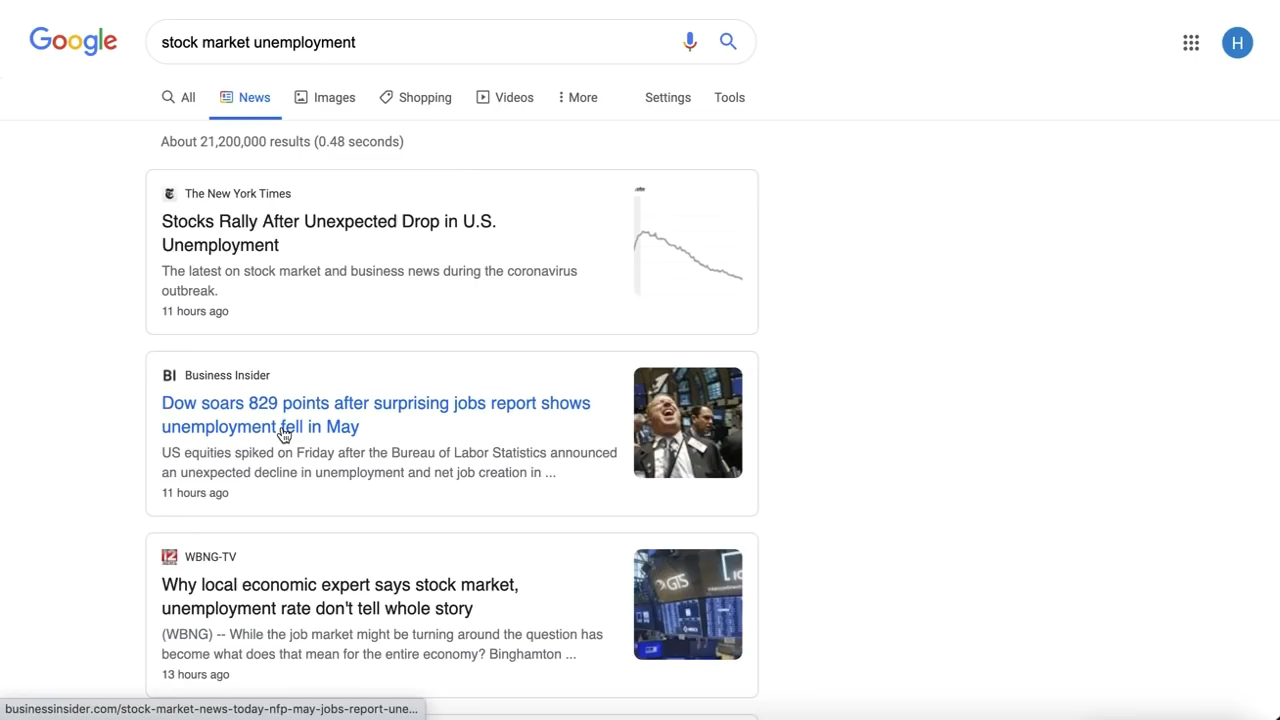 Google
stock market unemployment
H
All
News
Images
Shopping
Videos
More
Settings
Tools
About 21,200,000 results (0.48 seconds)
The New York Times
Stocks Rally After Unexpected Drop in U.S.
Unemployment
The latest on stock market and business news during the coronavirus
outbreak.
11 hours ago
BI Business Insider
Dow soars 829 points after surprising jobs report shows
unemployment fell in May
US equities spiked on Friday after the Bureau of Labor Statistics announced
an unexpected decline in unemployment and net job creation in ...
11 hours ago
12 WBNG-TV
Why local economic expert says stock market,
unemployment rate don't tell whole story
(WBNG) -- While the job market might be turning around the question has
become what does that mean for the entire economy? Binghamton ...
13 hours ago
GTS
businessinsider.com/stock-market-news-today-nfp-may-jobs-report-une...